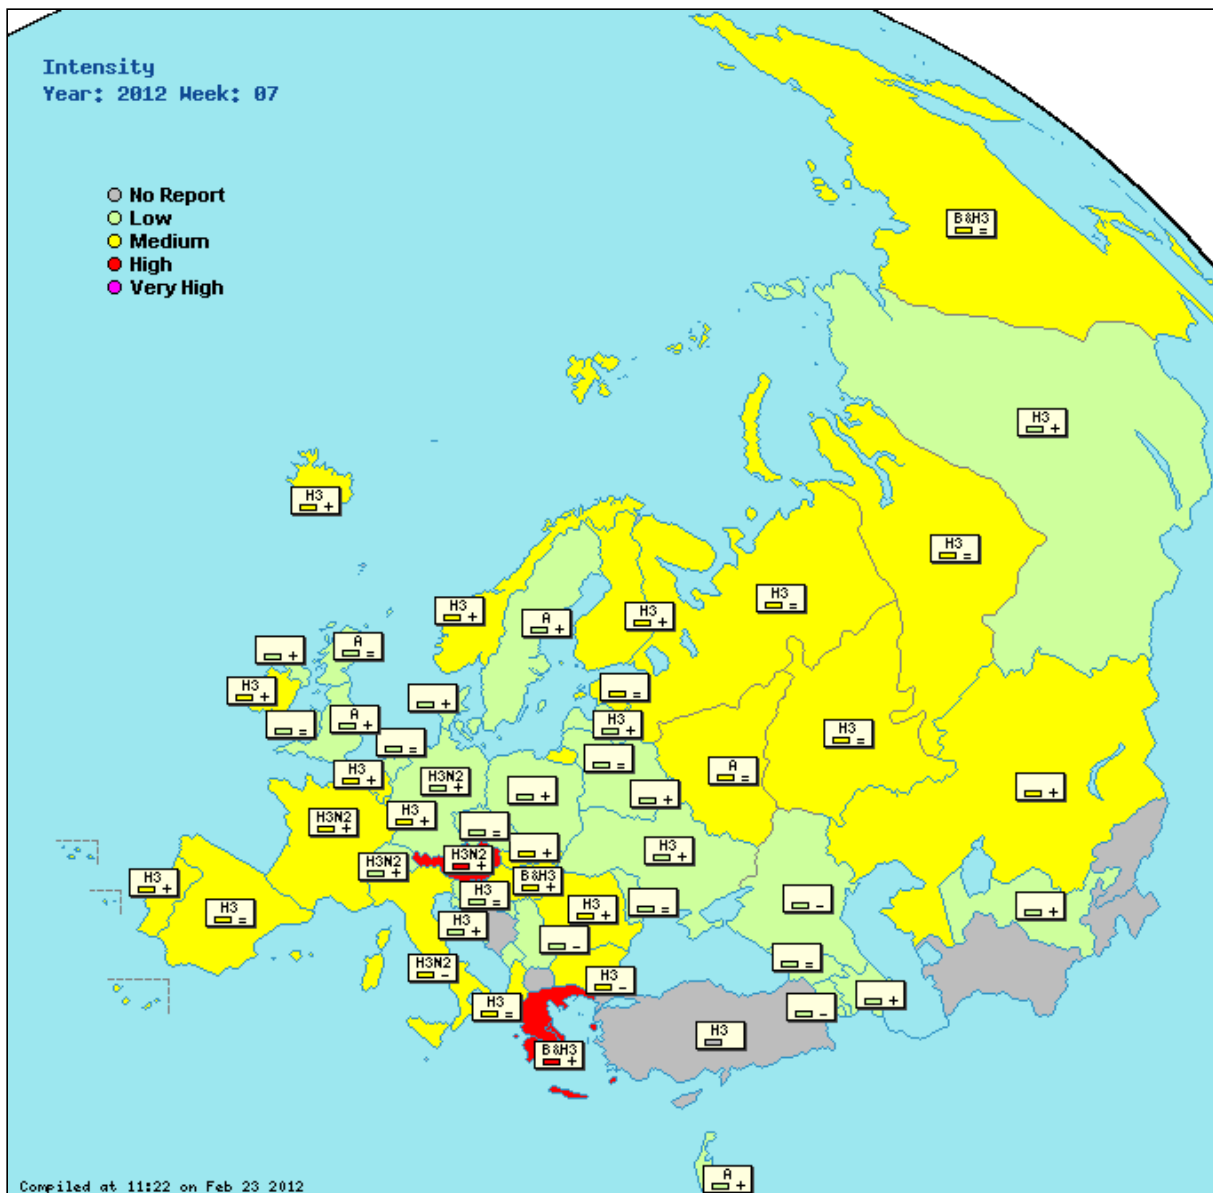 Intensity
Year: 2012 Week: 07
No Report
Low
Medium
High
Very High
B&H3
=
H3
+
H3
+
H3
=
H3
=
H3
+
A
+
H3
+
A
=
+
H3
+
=
+
=
A
+
=
H3
+
H3
=
=
A
=
H3
+
H3N2
+
+
+
+
H3
+
H3N2
+
=
+
H3
+
H3N2
+
H3N2
+
B&H3
+
H3
+
H3
=
H3
=
H3
+
=
-
+
H3
+
-
H3N2
-
=
H3
-
+
H3
=
-
H3
B&H3
+
A
+
Compiled at 11:22 on Feb 23 2012